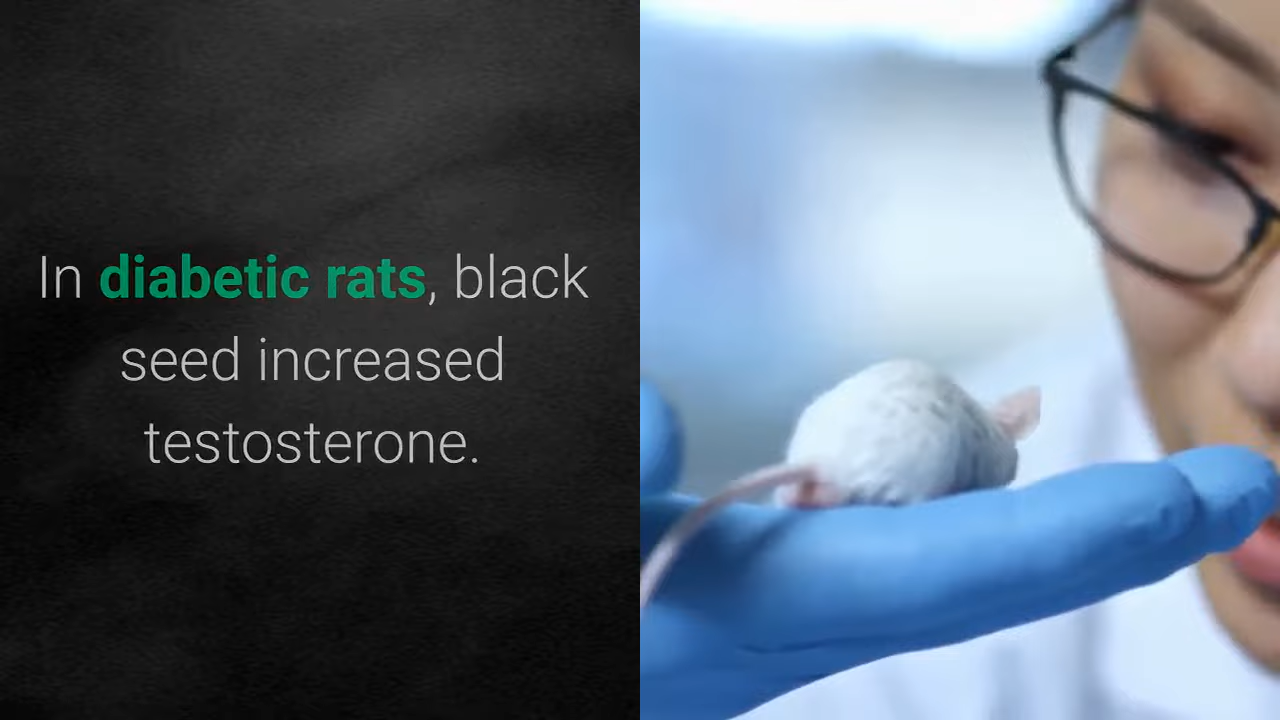 In diabetic rats, black
seed increased
testosterone.